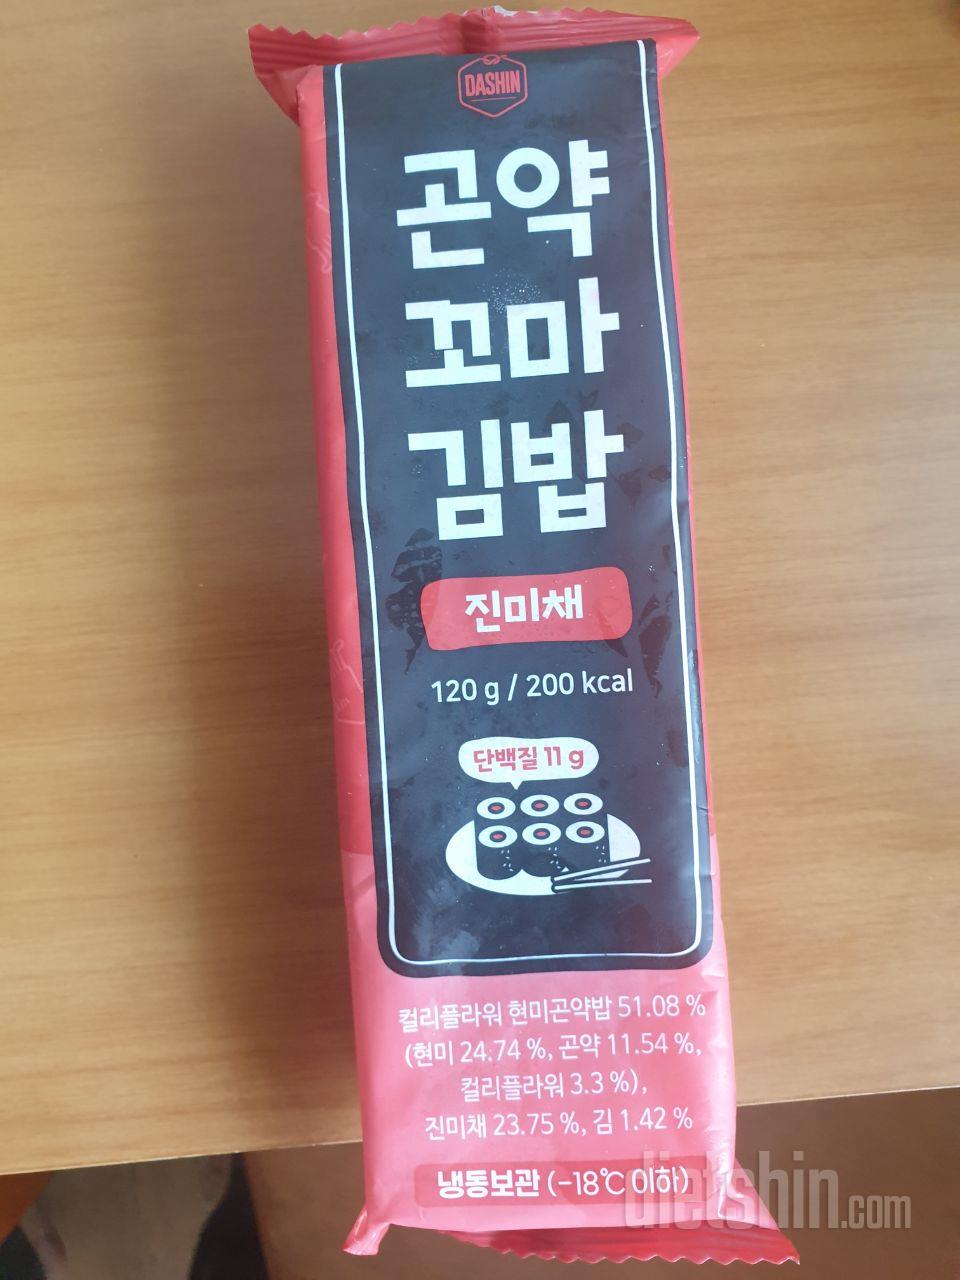 DASHIN
곤약
꼬마
김밥
진미채
120 g / 200 kcal
단백질 11 g
컬리플라워 현미곤약밥 51.08 %
(현미 24.74 %, 곤약 11.54 %,
컬리플라워 3.3 %),
진미채 23.75 %, 김 1.42 %
냉동보관 (-18℃ 이하)
dietshin.com